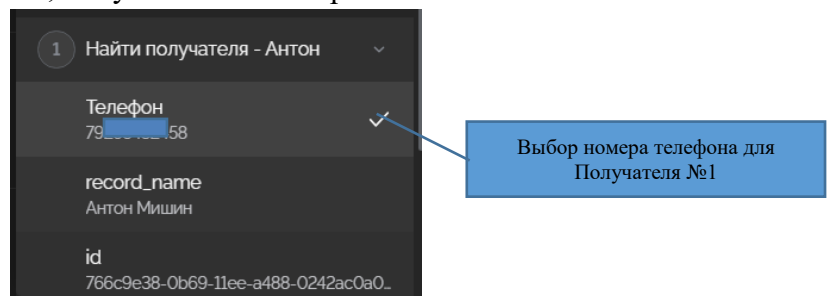 1 Найти получателя - Антон
Телефон
79 58
Выбор номера телефона для
Получателя №1
record_name
Антон Мишин
id
766c9e38-0b69-11ee-a488-0242ac0a0...